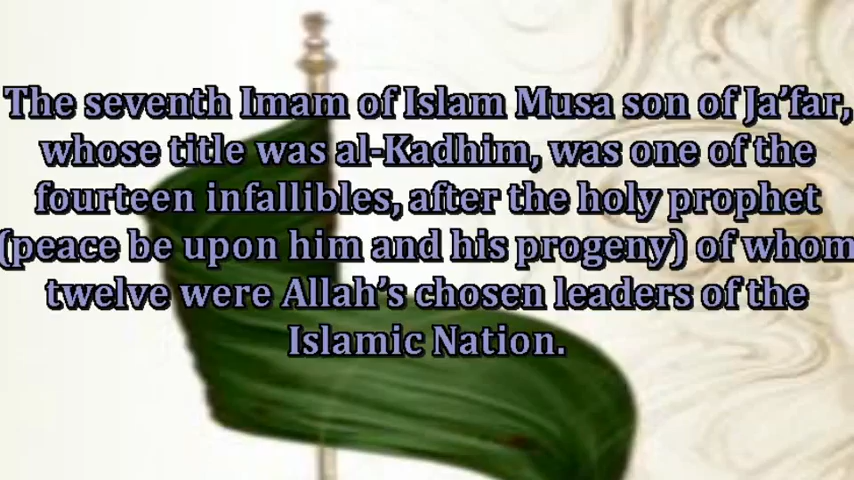 The seventh Imam of Islam Musa son of Ja’far,
whose title was al-Kadhim, was one of the
fourteen infallibles, after the holy prophet
(peace be upon him and his progeny) of whom
twelve were Allah’s chosen leaders of the
Islamic Nation.